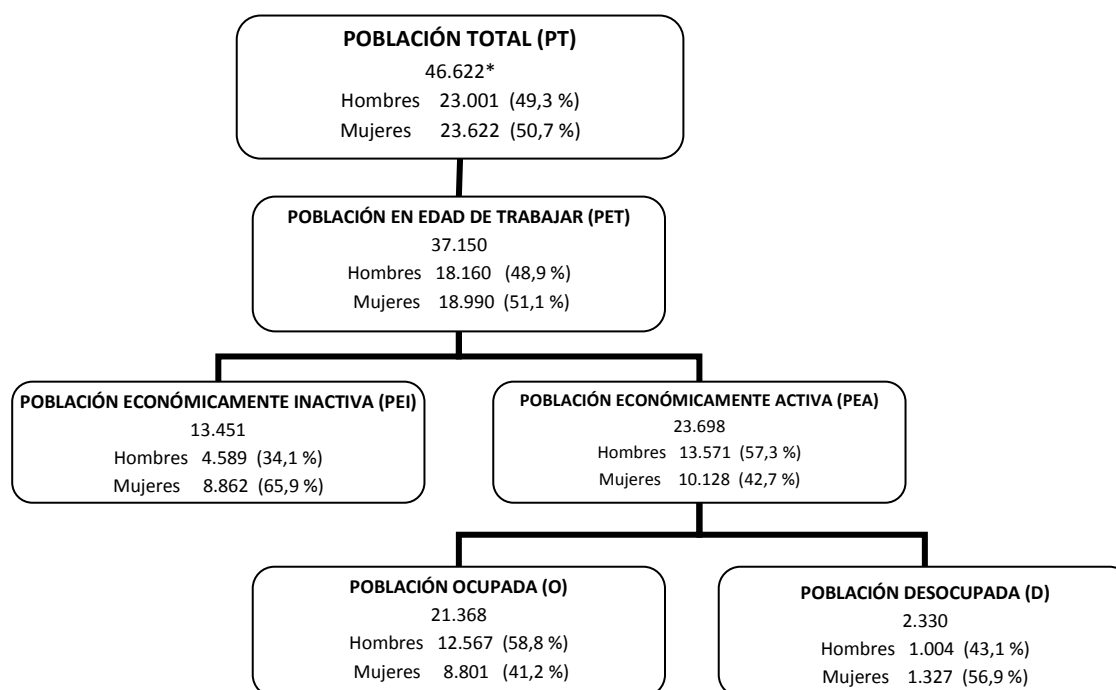 POBLACIÓN TOTAL (PT)
46.622*
Hombres 23.001 (49,3 %)
Mujeres 23.622 (50,7 %)
POBLACIÓN EN EDAD DE TRABAJAR (PET)
37.150
Hombres 18.160 (48,9 %)
Mujeres 18.990 (51,1 %)
POBLACIÓN ECONÓMICAMENTE INACTIVA (PEI)
13.451
Hombres 4.589 (34,1 %)
Mujeres 8.862 (65,9 %)
POBLACIÓN ECONÓMICAMENTE ACTIVA (PEA)
23.698
Hombres 13.571 (57,3 %)
Mujeres 10.128 (42,7 %)
POBLACIÓN OCUPADA (O)
21.368
Hombres 12.567 (58,8 %)
Mujeres 8.801 (41,2 %)
POBLACIÓN DESOCUPADA (D)
2.330
Hombres 1.004 (43,1 %)
Mujeres 1.327 (56,9 %)